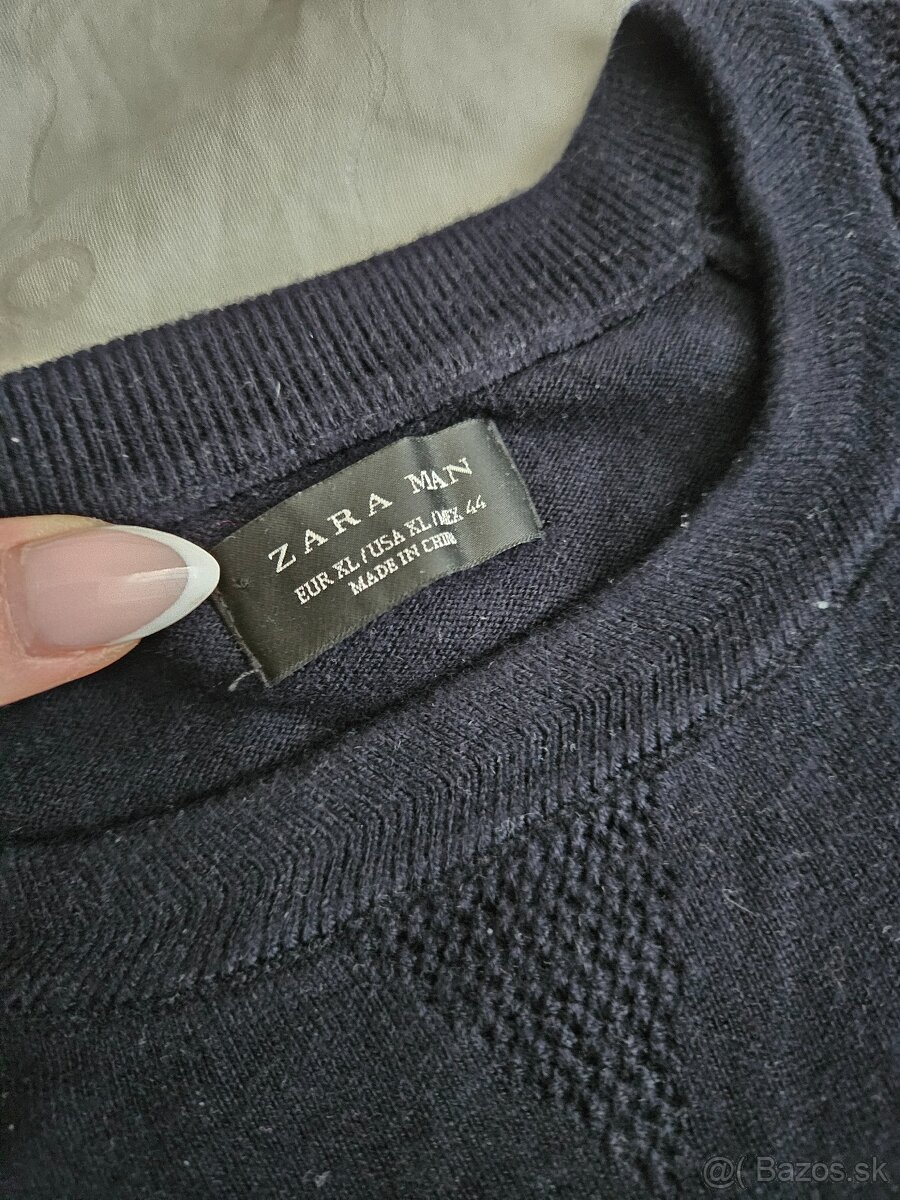 ZARA MAN
EUR XL / USA XL / MEX 44
MADE IN CHINA
@( Bazos.sk